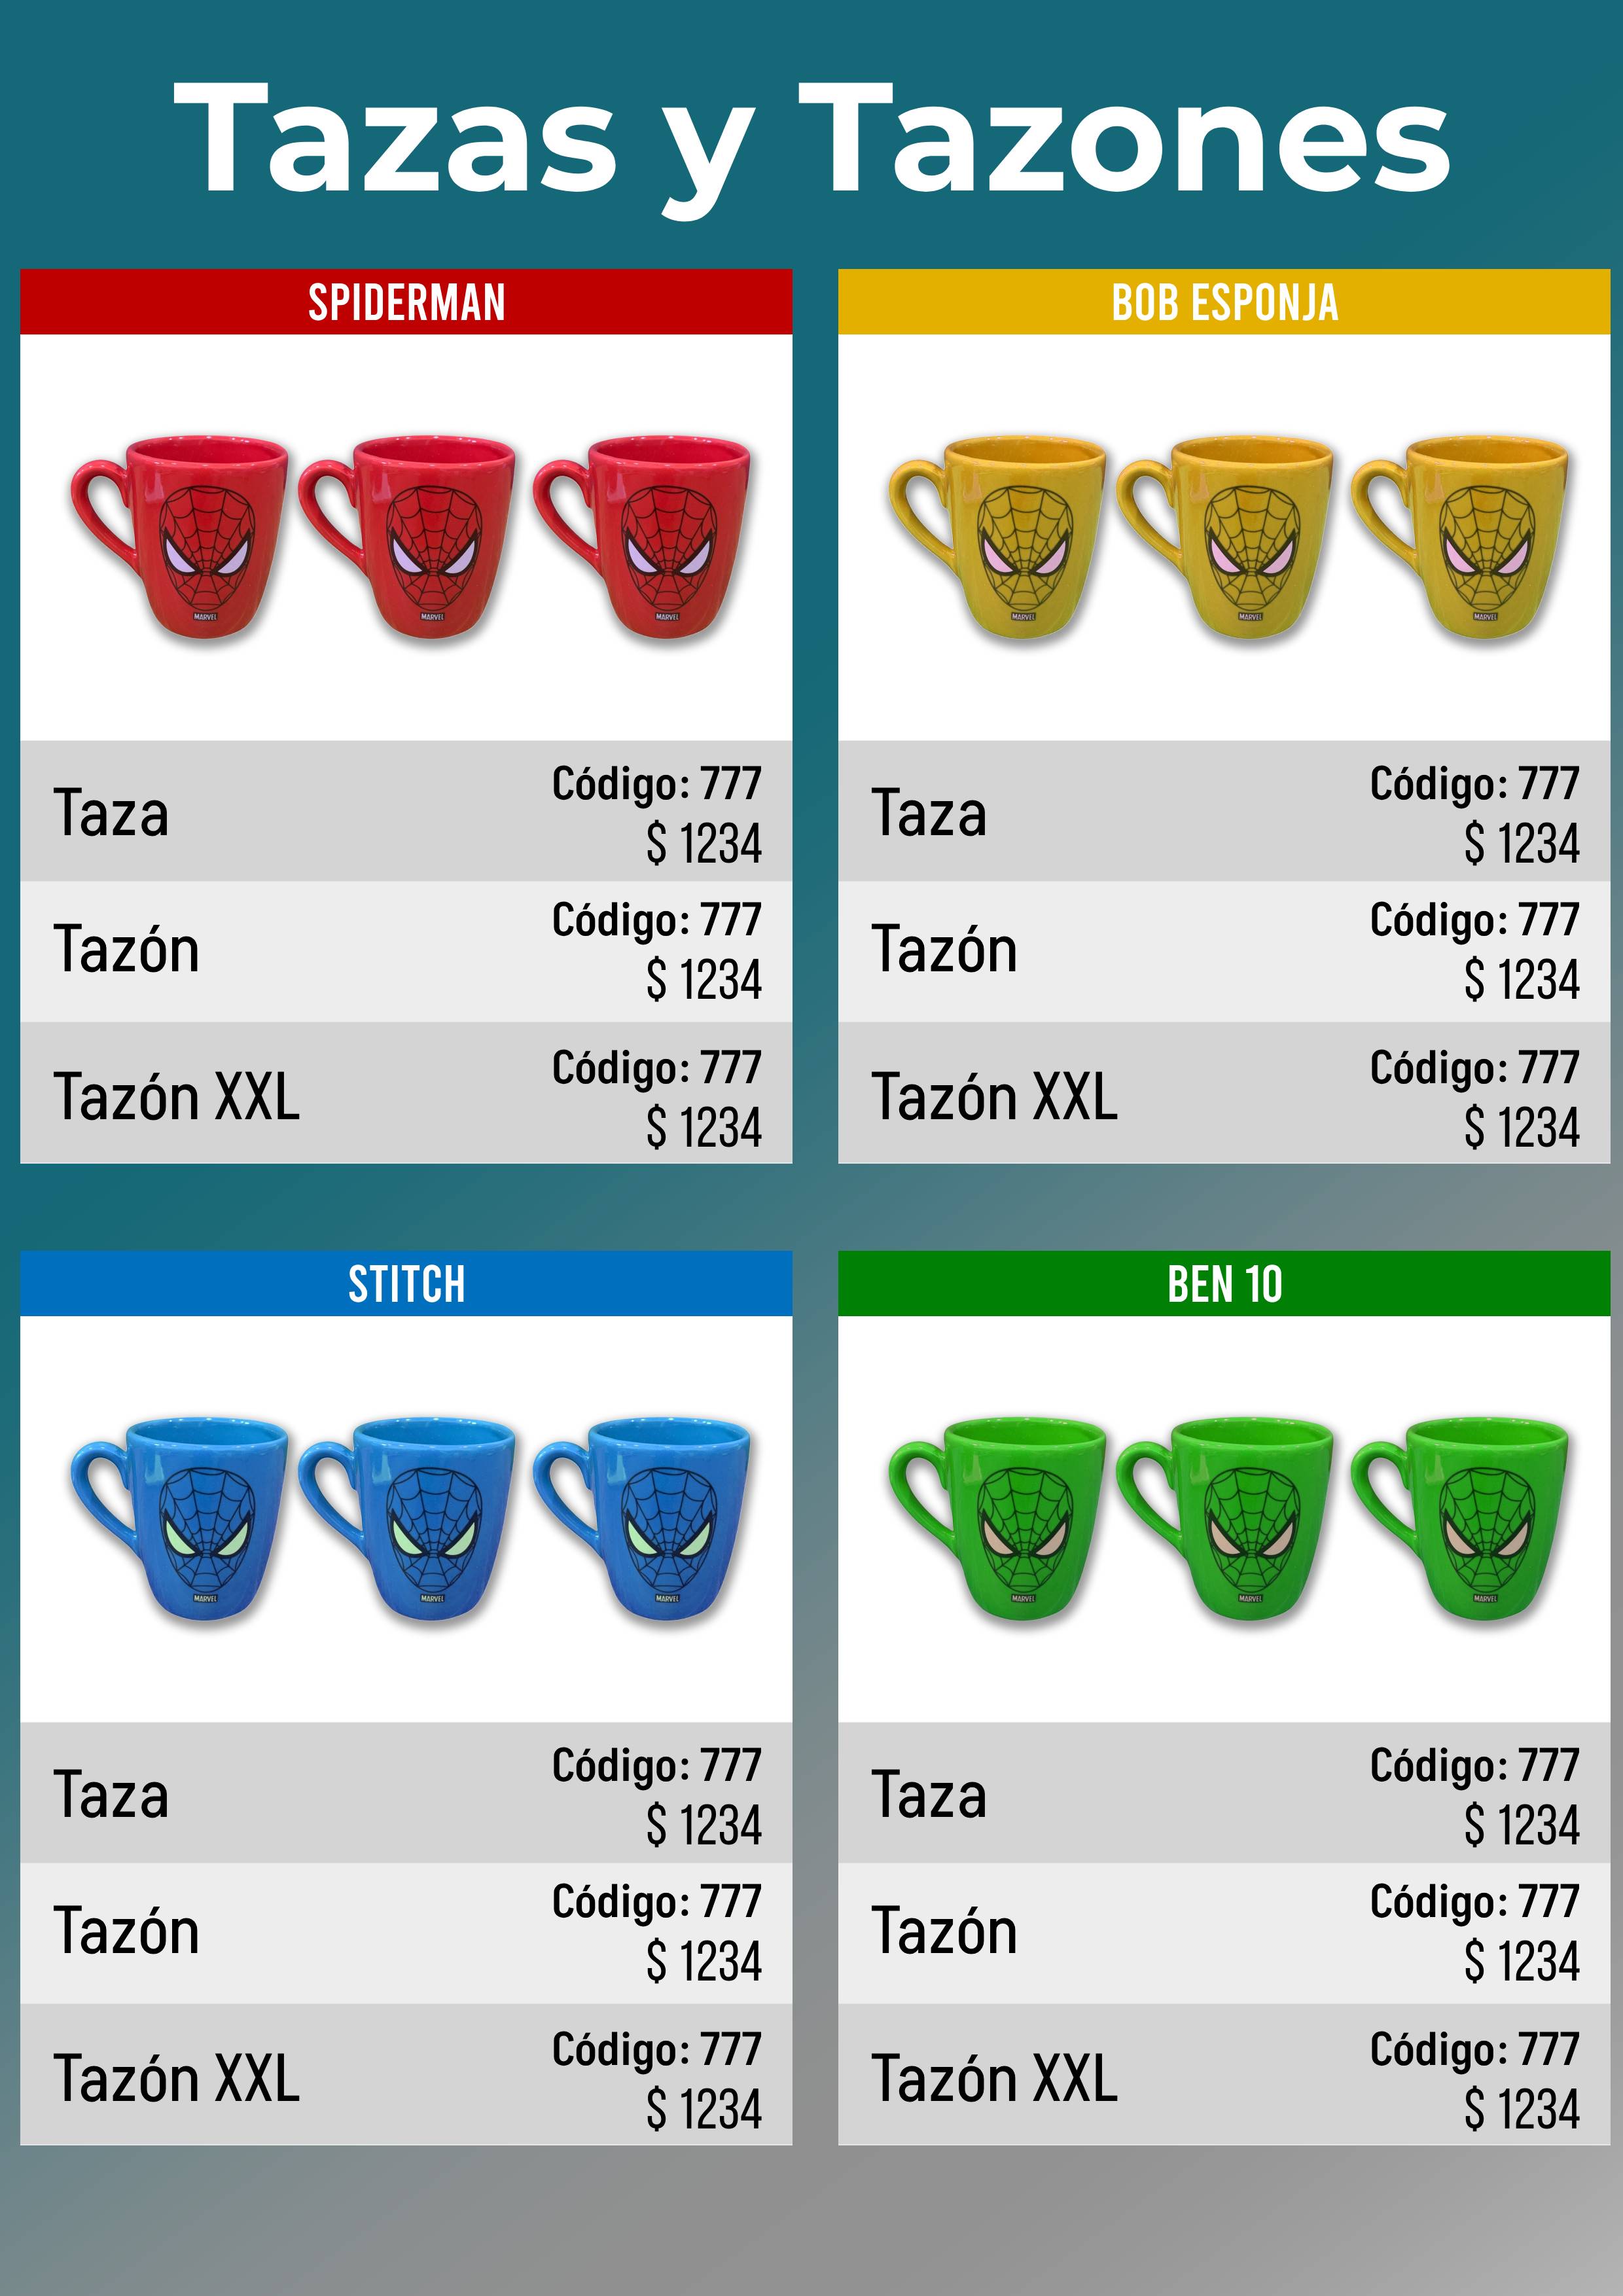 Tazas y Tazones
SPIDERMAN
MARVEL MARVEL MARVEL
Taza
Código: 777
$ 1234
Tazón
Código: 777
$ 1234
Tazón XXL
Código: 777
$ 1234
BOB ESPONJA
MARVEL MARVEL MARVEL
Taza
Código: 777
$ 1234
Tazón
Código: 777
$ 1234
Tazón XXL
Código: 777
$ 1234
STITCH
MARVEL MARVEL MARVEL
Taza
Código: 777
$ 1234
Tazón
Código: 777
$ 1234
Tazón XXL
Código: 777
$ 1234
BEN 10
MARVEL MARVEL MARVEL
Taza
Código: 777
$ 1234
Tazón
Código: 777
$ 1234
Tazón XXL
Código: 777
$ 1234